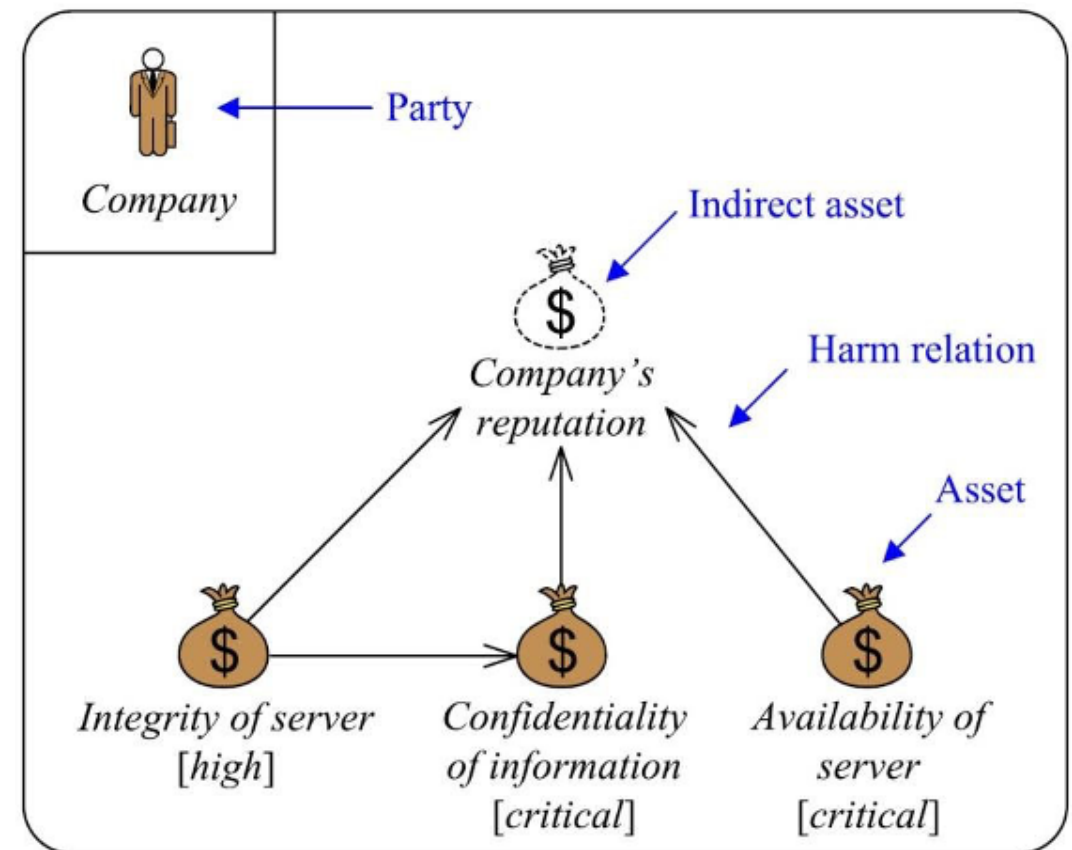 Party
Company
Indirect asset
$
Company’s
reputation
Harm relation
Asset
$
$
$
Integrity of server
[high]
Confidentiality
of information
[critical]
Availability of
server
[critical]